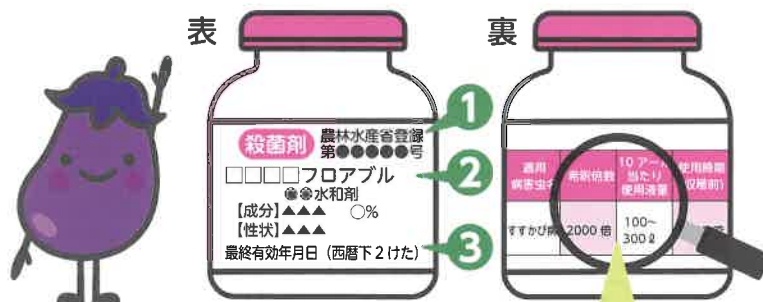 表
裏
1
殺菌剤
農林水産省登録
第●●●●●号
2
□□□□フロアブル
◉◉水和剤
【成分】▲▲▲ ○%
【性状】▲▲▲
3
最終有効年月日（西暦下2けた）
適用 病害虫名 希釈倍数 10アール 当たり 使用液量 使用時期
すすかび病 2000倍 100~ 300ℓ